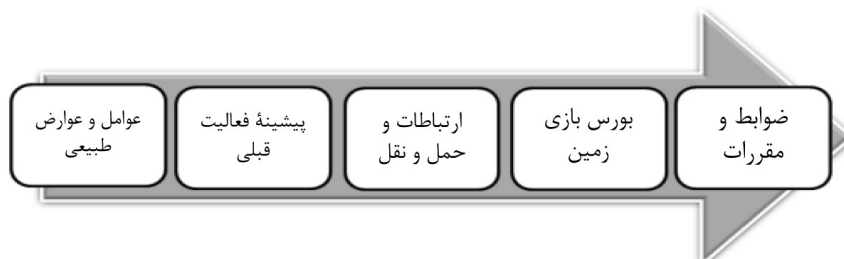 ضوابط و
مقررات
بورس بازی
زمین
ارتباطات و
حمل و نقل
پیشینهٔ فعالیت
قبلی
عوامل و عوارض
طبیعی